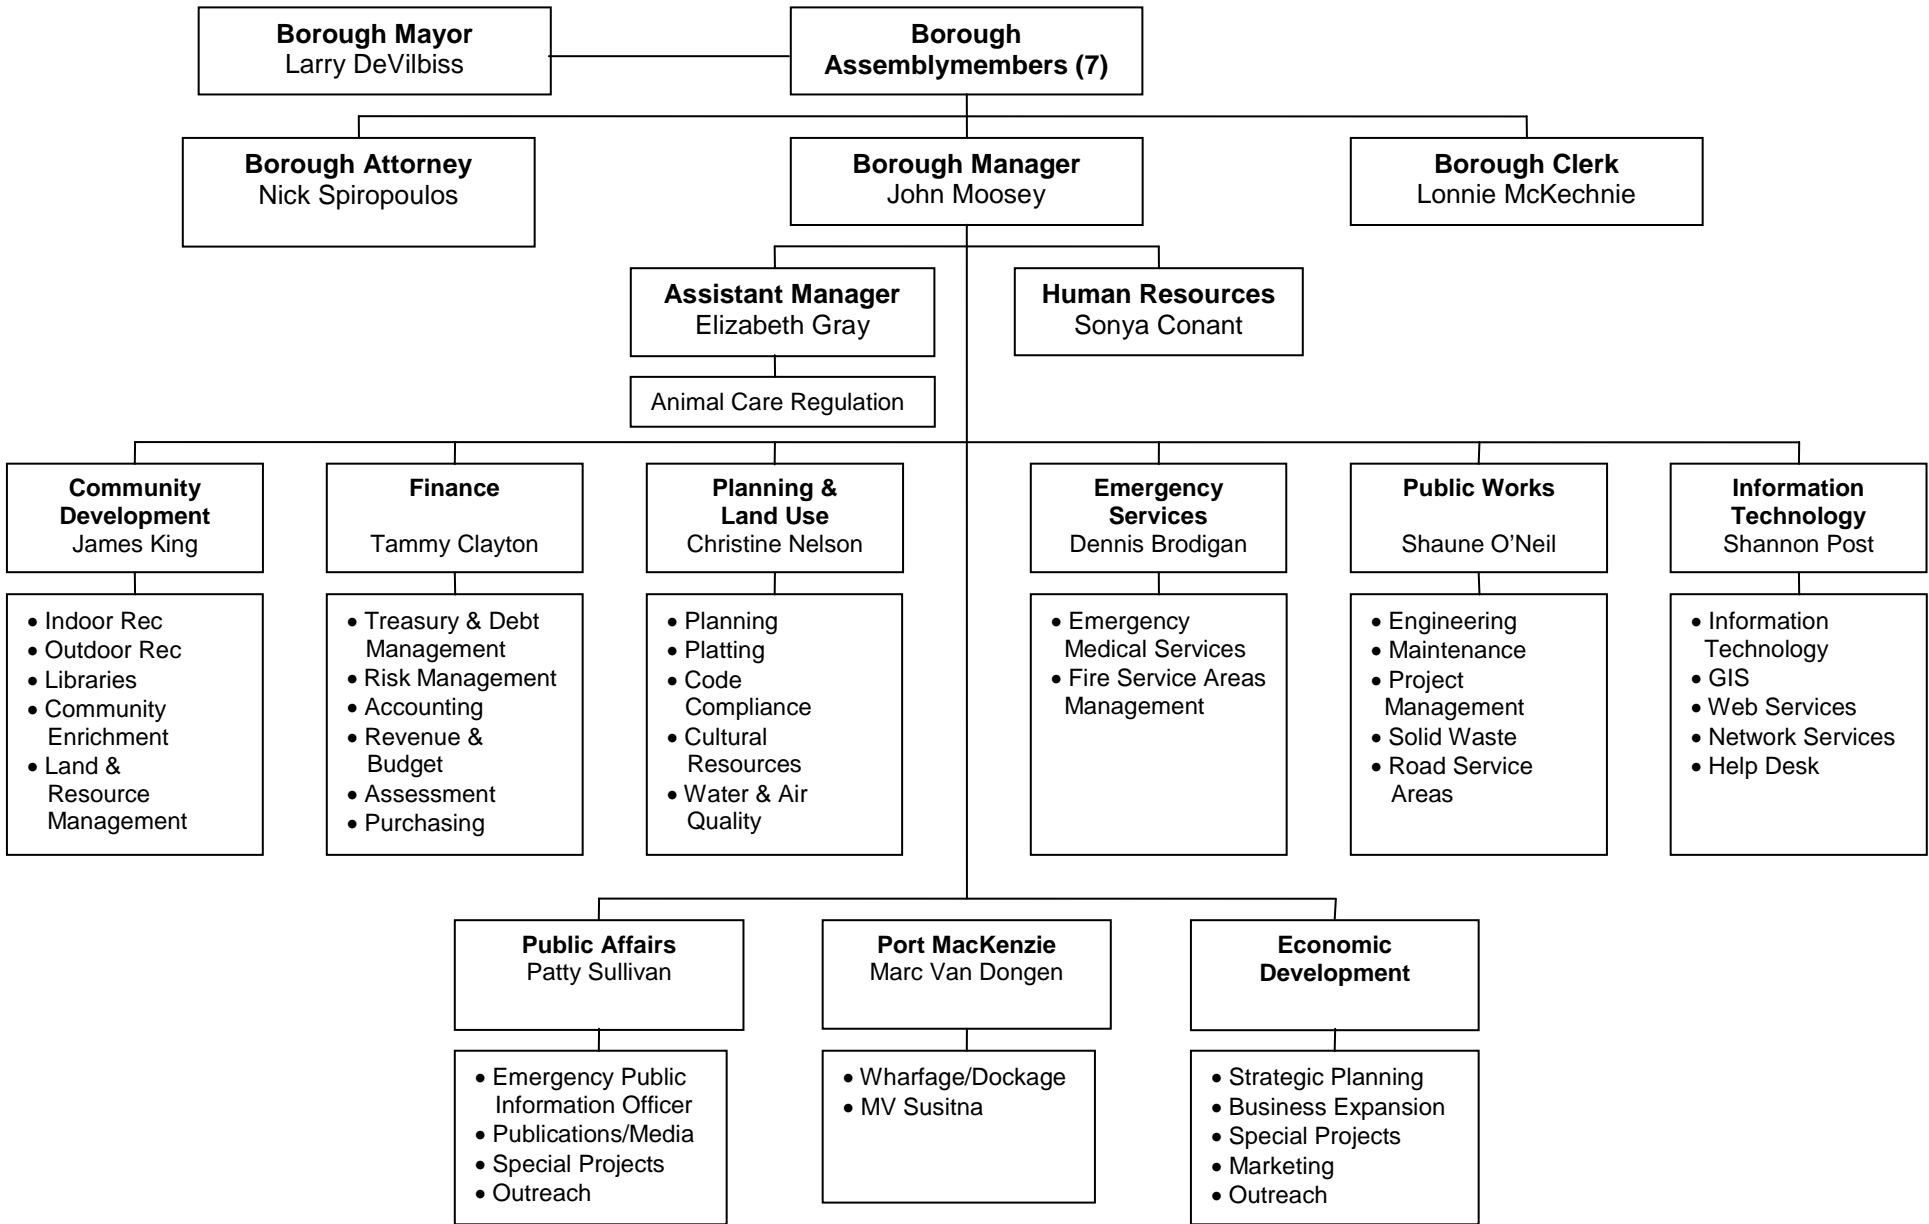 Borough Mayor
Larry DeVilbiss
Borough
Assemblymembers (7)
Borough Attorney
Nick Spiropoulos
Borough Manager
John Moosey
Borough Clerk
Lonnie McKechnie
Assistant Manager
Elizabeth Gray
Human Resources
Sonya Conant
Animal Care Regulation
Community
Development
James King
Finance
Tammy Clayton
Planning &
Land Use
Christine Nelson
Emergency
Services
Dennis Brodigan
Public Works
Shaune O’Neil
Information
Technology
Shannon Post
• Indoor Rec
• Outdoor Rec
• Libraries
• Community
Enrichment
• Land &
Resource
Management
• Treasury & Debt
Management
• Risk Management
• Accounting
• Revenue &
Budget
• Assessment
• Purchasing
• Planning
• Platting
• Code
Compliance
• Cultural
Resources
• Water & Air
Quality
• Emergency
Medical Services
• Fire Service Areas
Management
• Engineering
• Maintenance
• Project
Management
• Solid Waste
• Road Service
Areas
• Information
Technology
• GIS
• Web Services
• Network Services
• Help Desk
Public Affairs
Patty Sullivan
Port MacKenzie
Marc Van Dongen
Economic
Development
• Emergency Public
Information Officer
• Publications/Media
• Special Projects
• Outreach
• Wharfage/Dockage
• MV Susitna
• Strategic Planning
• Business Expansion
• Special Projects
• Marketing
• Outreach